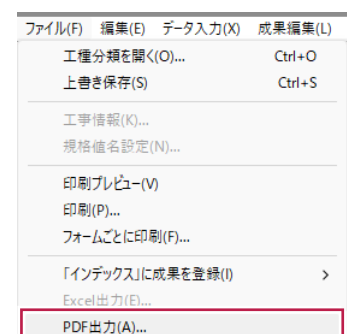 ファイル(F) 編集(E) データ入力(X) 成果編集(L)
工種分類を開く(O)... Ctrl+O
上書き保存(S) Ctrl+S
工事情報(K)...
規格値名設定(N)...
印刷プレビュー(V)
印刷(P)...
フォームごとに印刷(F)...
「インデックス」に成果を登録(I) >
Excel出力(E)...
PDF出力(A)...